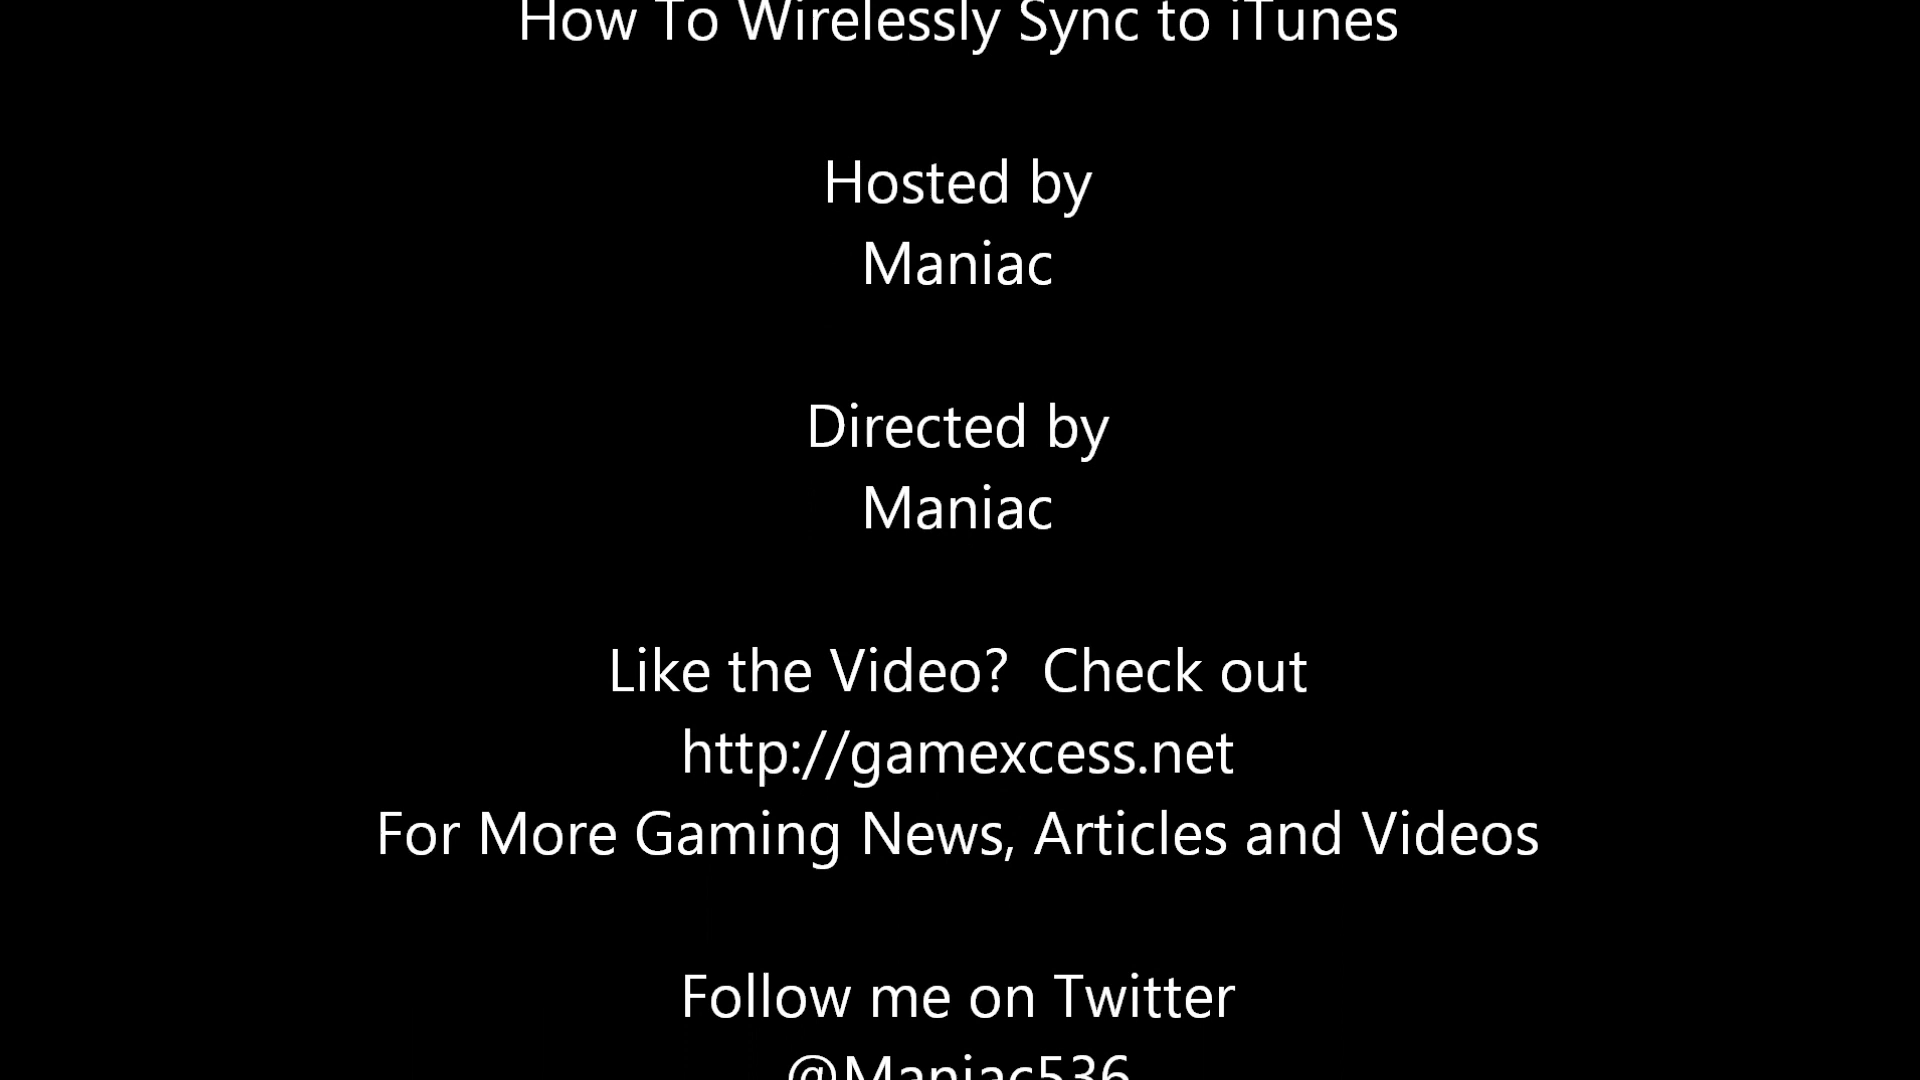 How To Wirelessly Sync to iTunes
Hosted by
Maniac
Directed by
Maniac
Like the Video?  Check out
http://gamexcess.net
For More Gaming News, Articles and Videos
Follow me on Twitter
@Maniac536